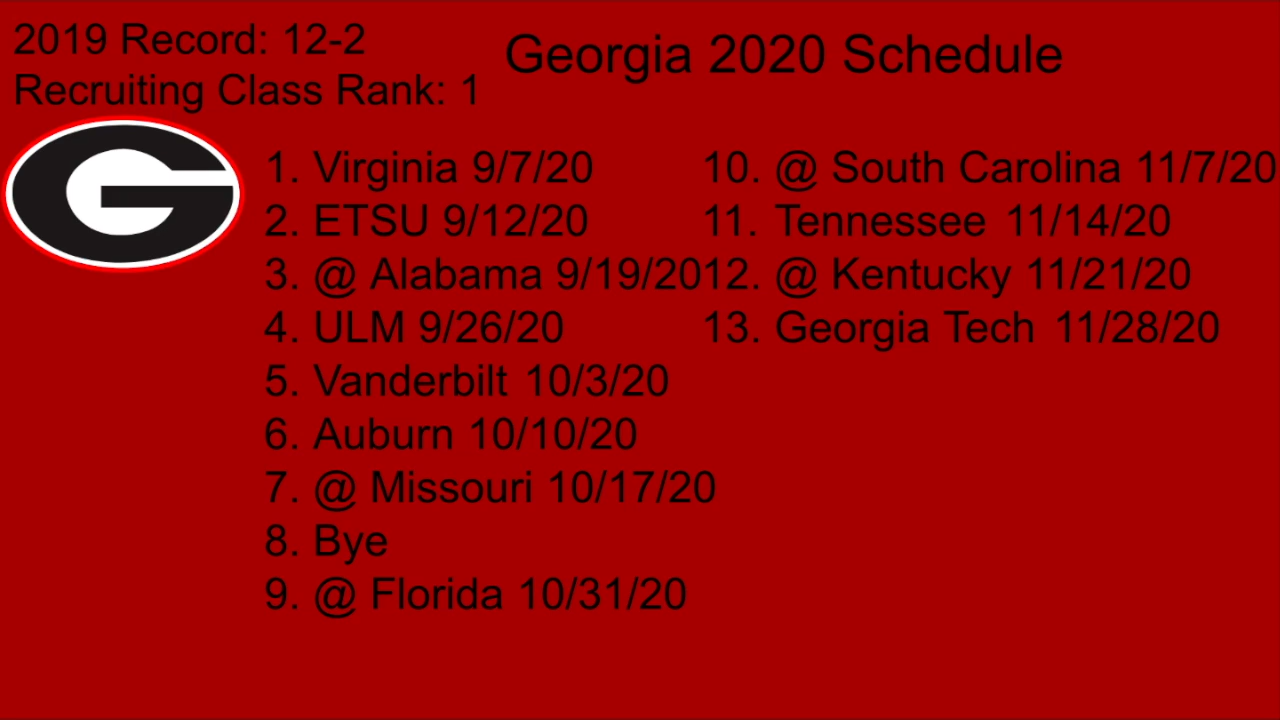 2019 Record: 12-2
Recruiting Class Rank: 1
Georgia 2020 Schedule
G
1. Virginia 9/7/20
2. ETSU 9/12/20
3. @ Alabama 9/19/20
4. ULM 9/26/20
5. Vanderbilt 10/3/20
6. Auburn 10/10/20
7. @ Missouri 10/17/20
8. Bye
9. @ Florida 10/31/20
10. @ South Carolina 11/7/20
11. Tennessee 11/14/20
12. @ Kentucky 11/21/20
13. Georgia Tech 11/28/20